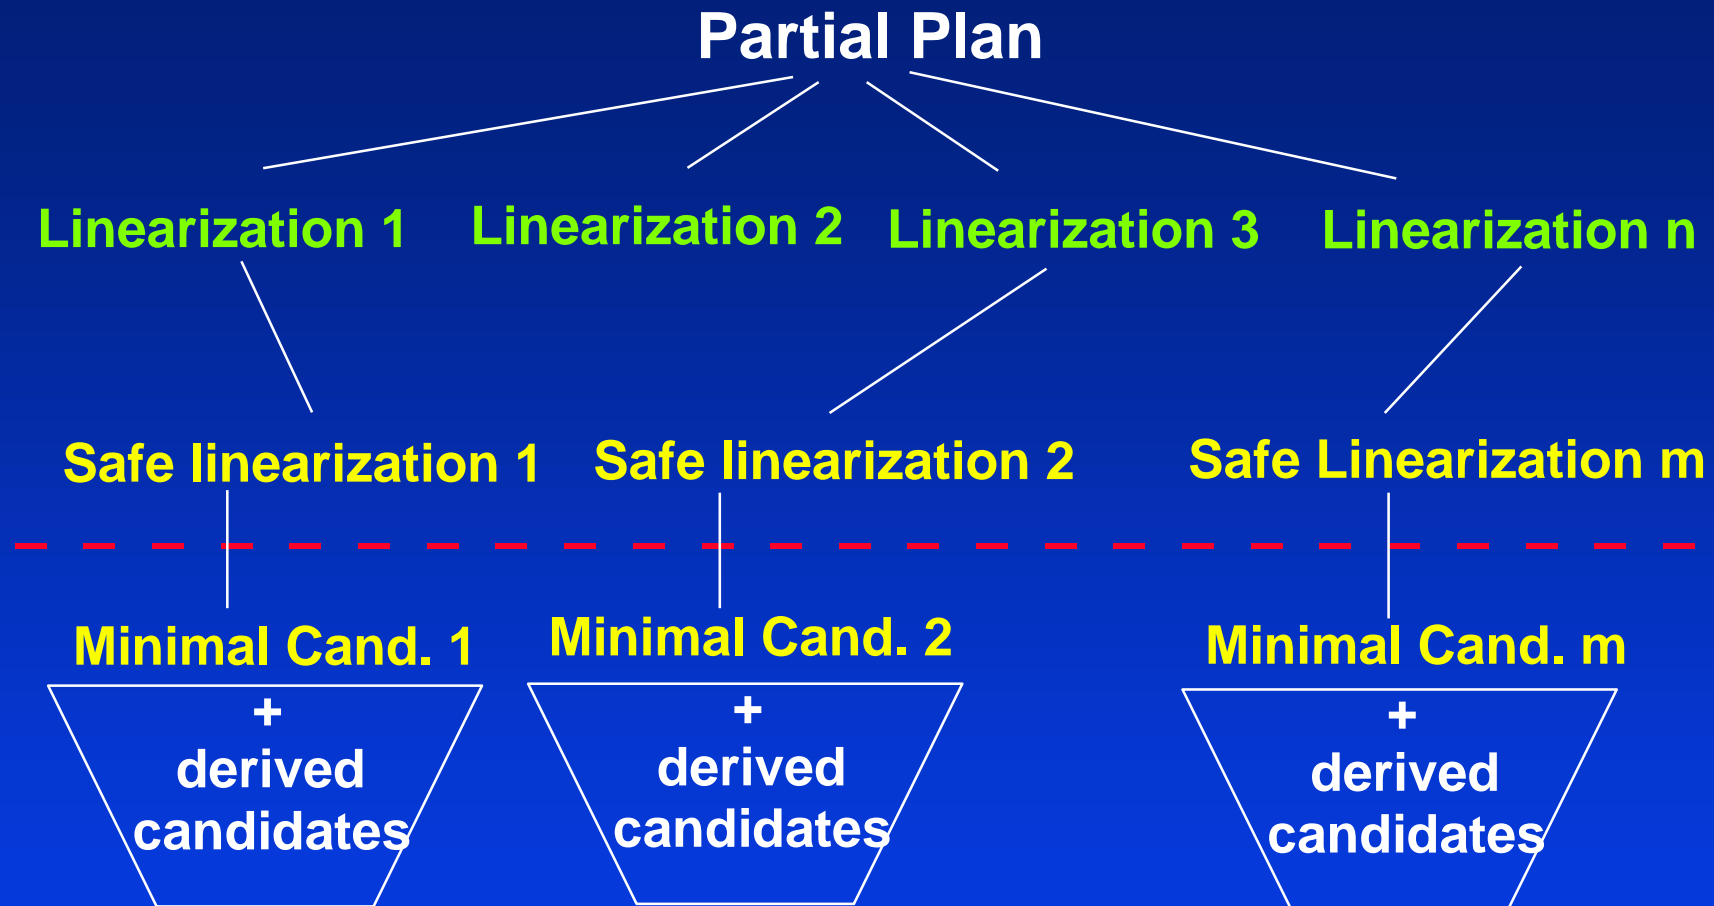 Partial Plan
Linearization 1
Linearization 2
Linearization 3
Linearization n
Safe linearization 1
Safe linearization 2
Safe Linearization m
Minimal Cand. 1
Minimal Cand. 2
Minimal Cand. m
+
derived
candidates
+
derived
candidates
+
derived
candidates